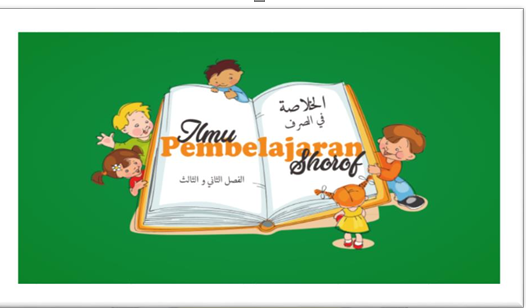 الخلاصة
في الصرف
Ilmu
Pembelajaran
Shorof
الفصل الثاني و الثالث